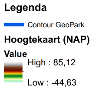 Legenda
Contour GeoPark
Hoogtekaart (NAP)
Value
High : 85,12
Low : -44,63